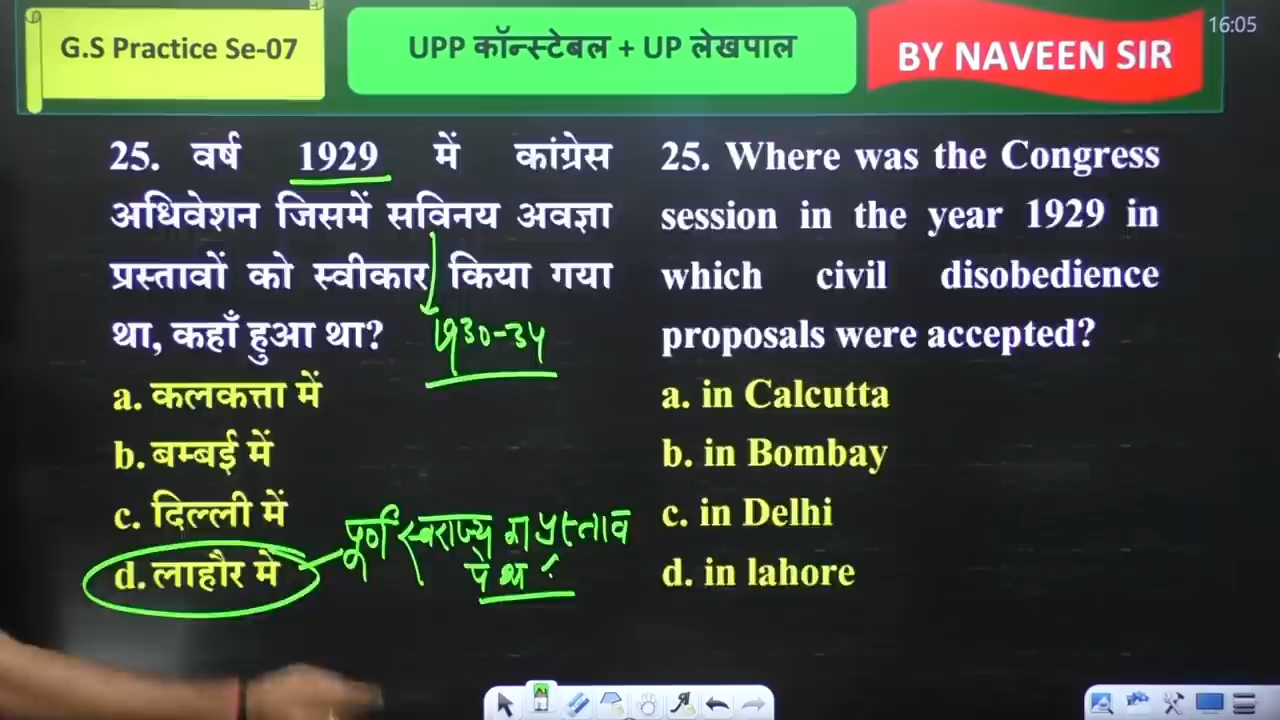 G.S Practice Se-07
UPP कॉन्स्टेबल + UP लेखपाल
BY NAVEEN SIR
16:05
25. वर्ष 1929 में कांग्रेस
अधिवेशन जिसमें सविनय अवज्ञा
प्रस्तावों को स्वीकार किया गया
था, कहाँ हुआ था?
1930-34
a. कलकत्ता में
b. बम्बई में
c. दिल्ली में
d. लाहौर में
पूर्ण स्वराज्य का प्रस्ताव
25. Where was the Congress
session in the year 1929 in
which civil disobedience
proposals were accepted?
a. in Calcutta
b. in Bombay
c. in Delhi
d. in lahore